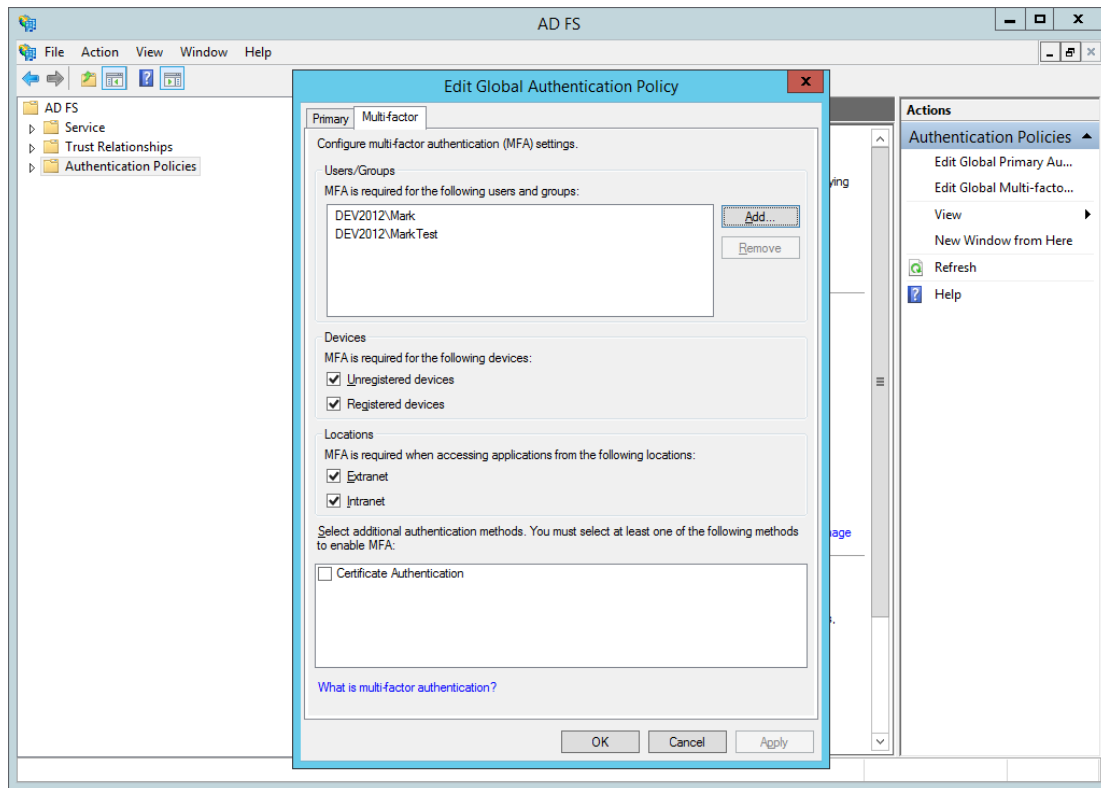 AD FS
File Action View Window Help
AD FS
Service
Trust Relationships
Authentication Policies
Edit Global Authentication Policy
Primary
Multi-factor
Configure multi-factor authentication (MFA) settings.
Users/Groups
MFA is required for the following users and groups:
DEV2012\Mark
DEV2012\MarkTest
Add...
Remove
Devices
MFA is required for the following devices:
Unregistered devices
Registered devices
Locations
MFA is required when accessing applications from the following locations:
Extranet
Intranet
Select additional authentication methods. You must select at least one of the following methods
to enable MFA:
Certificate Authentication
What is multi-factor authentication?
OK Cancel Apply
Actions
Authentication Policies
Edit Global Primary Au...
Edit Global Multi-facto...
View
New Window from Here
Refresh
Help